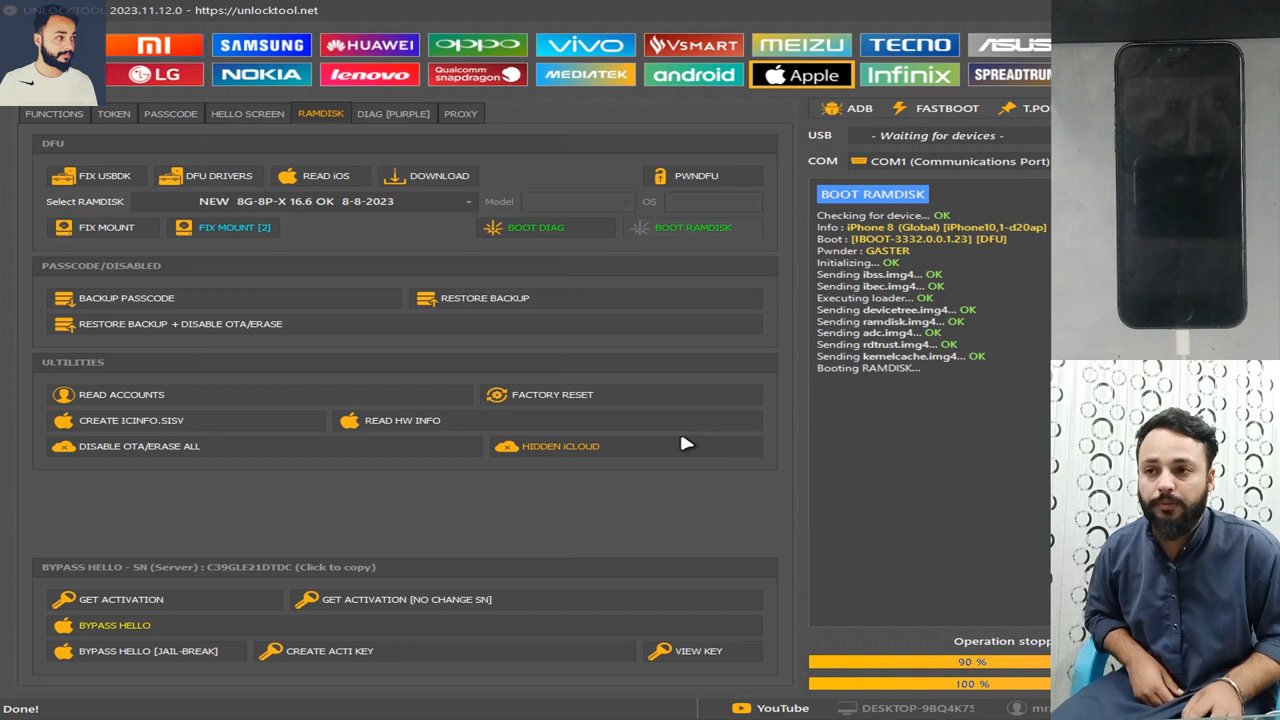 UNLOCKTOOL 2023.11.12.0 - https://unlocktool.net
MI SAMSUNG HUAWEI OPPO VIVO VSMART MEIZU TECNO ASUS
LG NOKIA lenovo Qualcomm snapdragon MEDIATEK android Apple Infinix SPREADTRUM
FUNCTIONS TOKEN PASSCODE HELLO SCREEN RAMDISK DIAG [PURPLE] PROXY
ADB FASTBOOT T.PO
DFU
USB - Waiting for devices -
COM COM1 (Communications Port)
FIX USBDK DFU DRIVERS READ iOS DOWNLOAD PWNDFU
Select RAMDISK NEW 8G-8P-X 16.6 OK 8-8-2023 Model OS
FIX MOUNT FIX MOUNT [2] BOOT DIAG BOOT RAMDISK
PASSCODE/DISABLED
BACKUP PASSCODE RESTORE BACKUP
RESTORE BACKUP + DISABLE OTA/ERASE
ULTILITIES
READ ACCOUNTS FACTORY RESET
CREATE ICINFO.SISV READ HW INFO
DISABLE OTA/ERASE ALL HIDDEN iCLOUD
BYPASS HELLO - SN (Server) : C39GLE21DTDC (Click to copy)
GET ACTIVATION GET ACTIVATION [NO CHANGE SN]
BYPASS HELLO
BYPASS HELLO [JAIL-BREAK] CREATE ACTI KEY VIEW KEY
BOOT RAMDISK
Checking for device... OK
Info : iPhone 8 (Global) [iPhone10,1-d20ap]
Boot : [IBOOT-3332.0.0.1.23] [DFU]
Pwnder : GASTER
Initializing... OK
Sending ibss.img4... OK
Sending ibec.img4... OK
Executing loader... OK
Sending devicetree.img4... OK
Sending ramdisk.img4... OK
Sending adc.img4... OK
Sending rdtrust.img4... OK
Sending kernelcache.img4... OK
Booting RAMDISK...
Operation stopp
90 %
100 %
Done! YouTube DESKTOP-9BQ4K75 mr